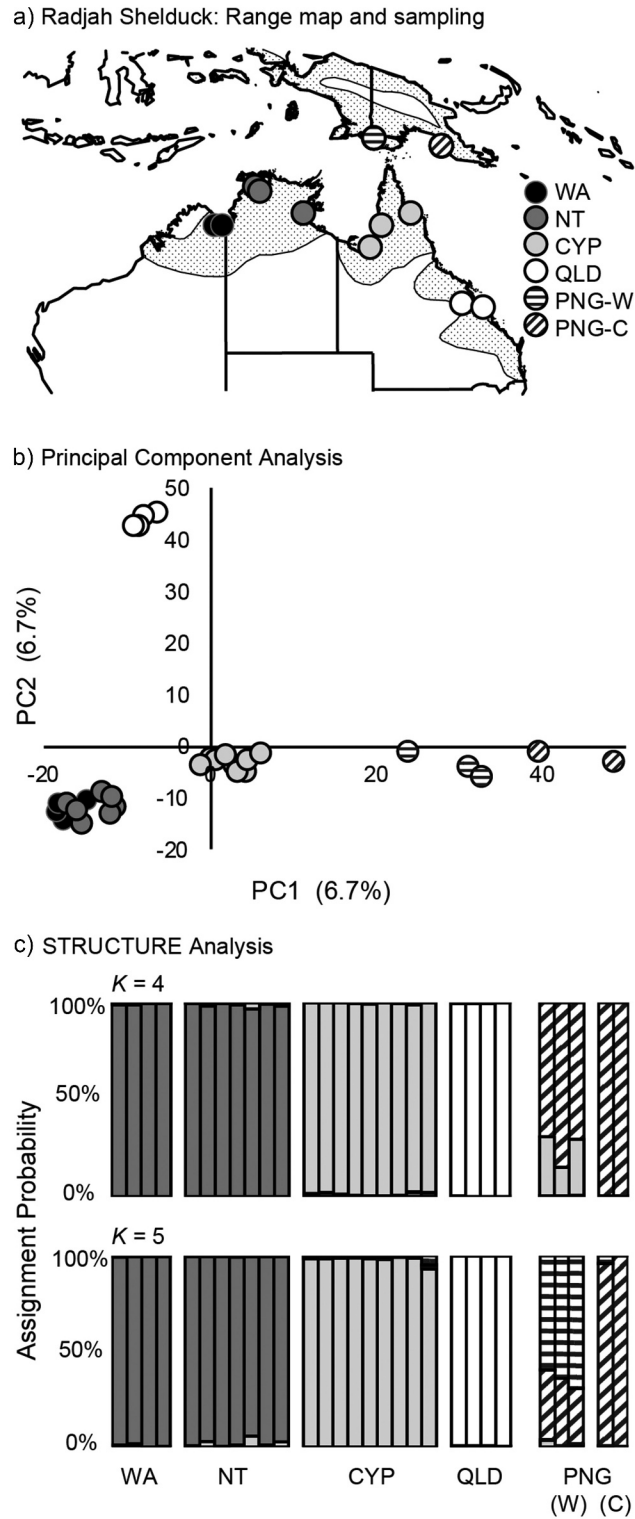 a) Radjah Shelduck: Range map and sampling
WA
NT
CYP
QLD
PNG-W
PNG-C
b) Principal Component Analysis
50
40
30
20
10
0
-10
-20
-20
0
20
40
PC2 (6.7%)
PC1 (6.7%)
c) STRUCTURE Analysis
K = 4
100%
50%
0%
K = 5
100%
50%
0%
Assignment Probability
WA NT CYP QLD PNG
(W) (C)